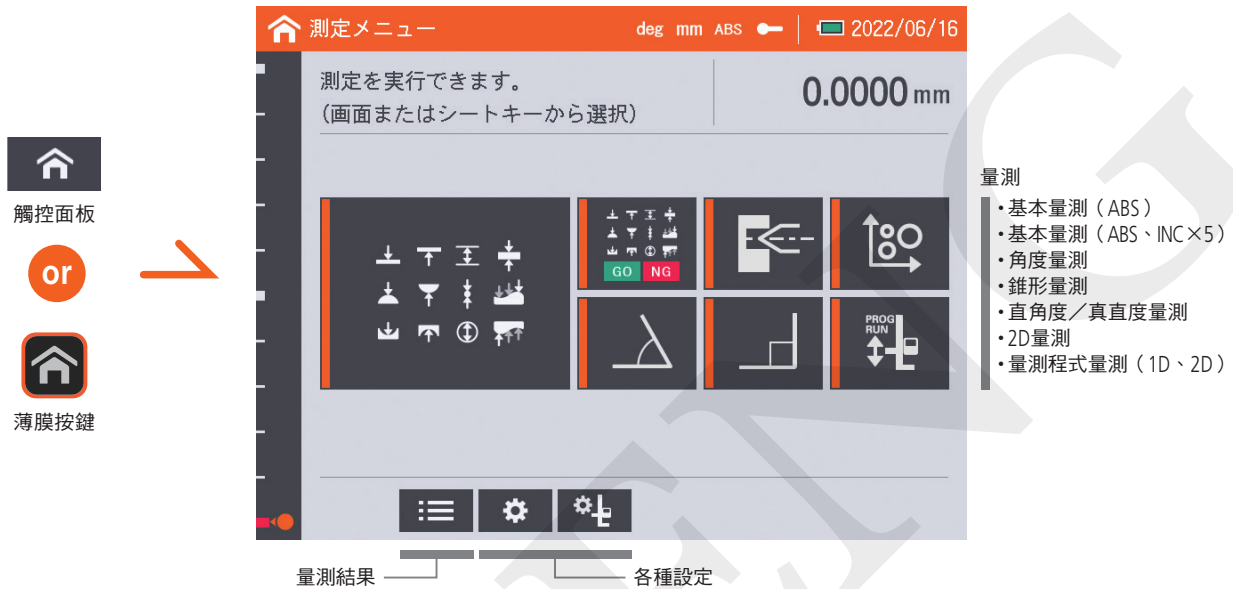 測定メニュー
deg mm ABS 2022/06/16
測定を実行できます。
(画面またはシートキーから選択)
0.0000 mm
觸控面板
or
薄膜按鍵
GO NG
PROG
RUN
量測
・基本量測（ABS）
・基本量測（ABS、INC×5）
・角度量測
・錐形量測
・直角度／真直度量測
・2D量測
・量測程式量測（1D、2D）
量測結果
各種設定